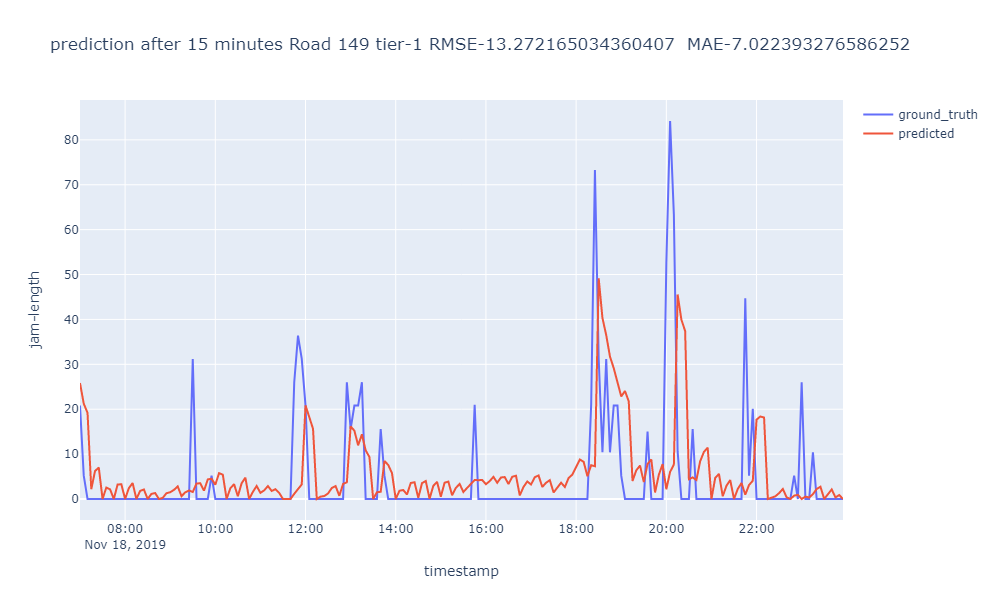 prediction after 15 minutes Road 149 tier-1 RMSE-13.272165034360407  MAE-7.022393276586252
ground_truth
predicted
80
70
60
50
40
30
20
10
0
jam-length
08:00 10:00 12:00 14:00 16:00 18:00 20:00 22:00
Nov 18, 2019
timestamp